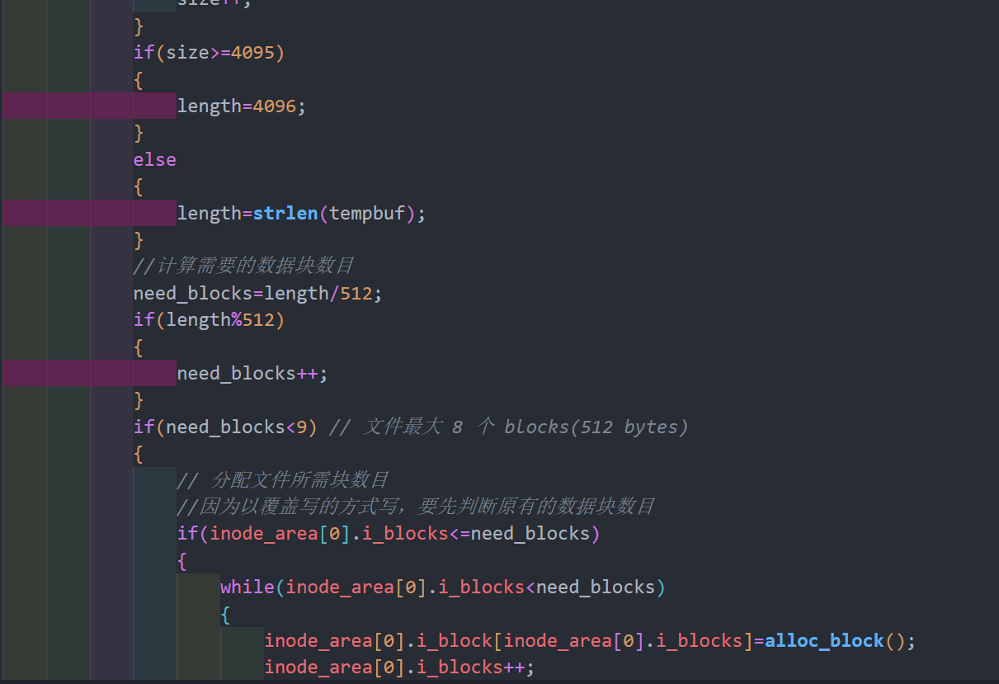 size++;
}
if(size>=4095)
{
length=4096;
}
else
{
length=strlen(tempbuf);
}
//计算需要的数据块数目
need_blocks=length/512;
if(length%512)
{
need_blocks++;
}
if(need_blocks<9) // 文件最大 8 个 blocks(512 bytes)
{
// 分配文件所需块数目
//因为以覆盖写的方式写，要先判断原有的数据块数目
if(inode_area[0].i_blocks<=need_blocks)
{
while(inode_area[0].i_blocks<need_blocks)
{
inode_area[0].i_block[inode_area[0].i_blocks]=alloc_block();
inode_area[0].i_blocks++;